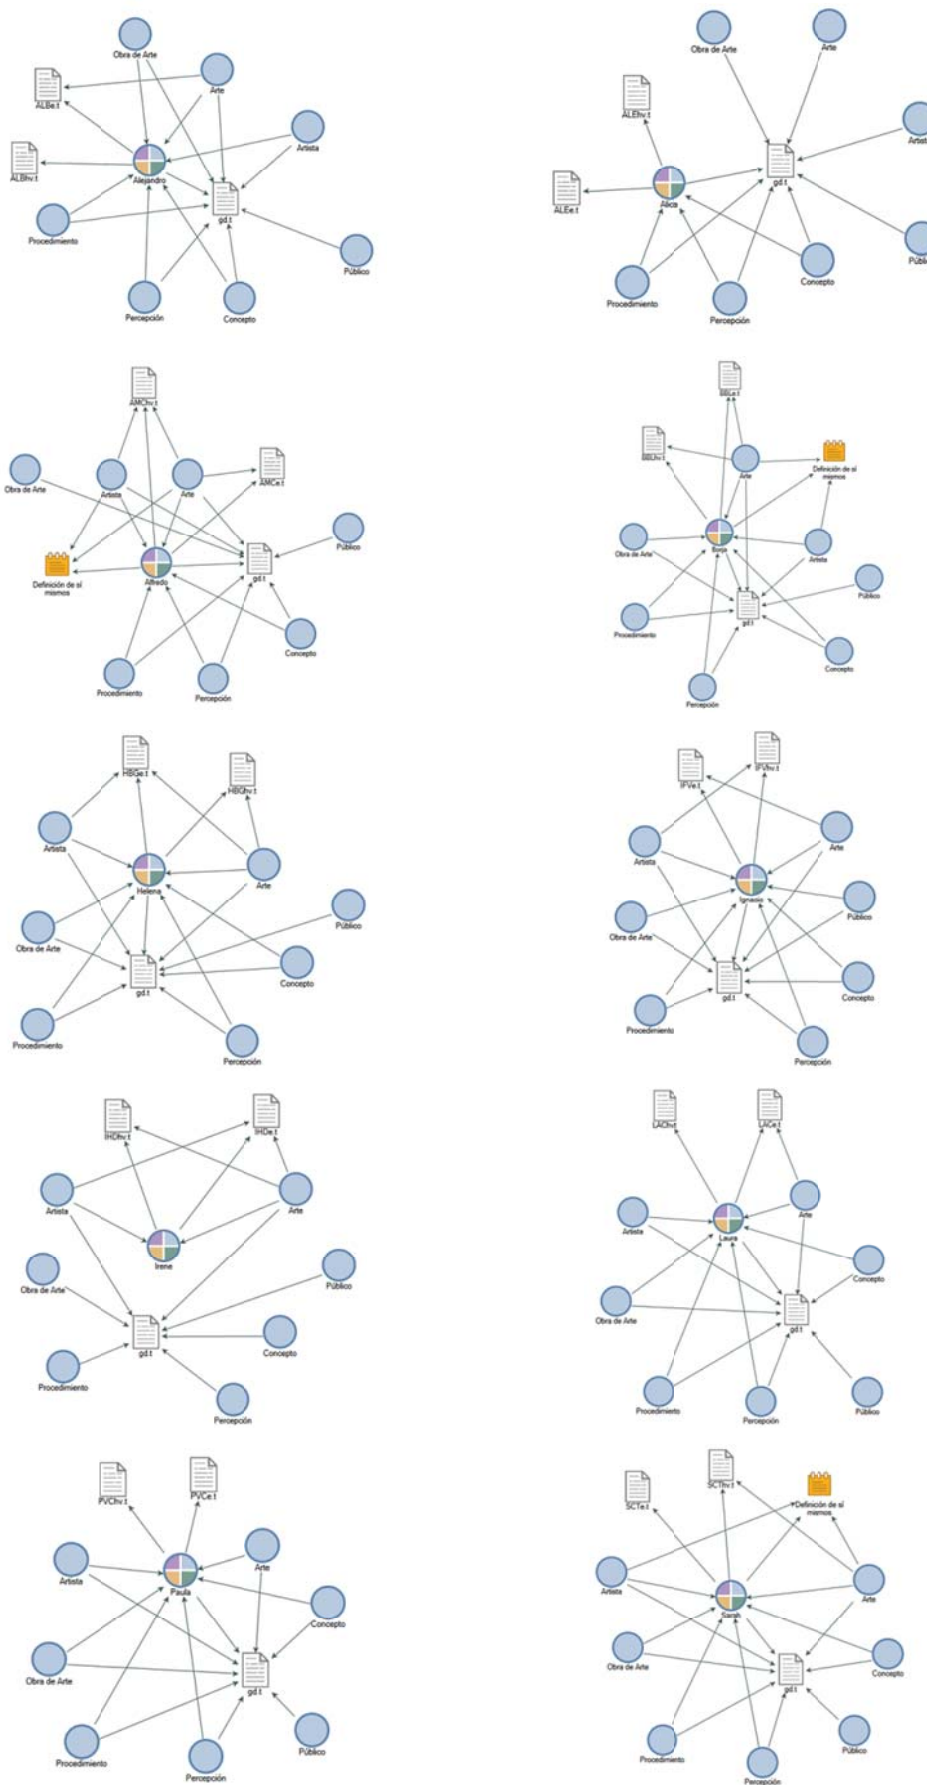 Obra de Arte
Arte
ALBe.t
Artista
ALBhv.t
Alejandro
gd.t
Procedimiento
Público
Percepción
Concepto
Obra de Arte
Arte
ALEhv.t
Artist
gd.t
ALEe.t
Alica
Públi
Concepto
Procedimiento
Percepción
AMChv.t
AMCe.t
Obra de Arte
Artista
Arte
Público
Definición de sí
mismos
Alfredo
gd.t
Concepto
Procedimiento
Percepción
BBLe.t
BBLhv.t
Arte
Definición de sí
mismos
Obra de Arte
Borja
Artista
Público
gd.t
Procedimiento
Concepto
Percepción
HBGe.t
HBGhv.t
Artista
Helena
Arte
Público
Obra de Arte
gd.t
Concepto
Procedimiento
Percepción
IFVhv.t
IFVe.t
Artista
Arte
Ignacio
Público
Obra de Arte
gd.t
Concepto
Procedimiento
Percepción
IHDhv.t
IHDe.t
Artista
Arte
Irene
Obra de Arte
Público
gd.t
Concepto
Procedimiento
Percepción
LAChv.t
LACe.t
Artista
Arte
Laura
Concepto
Obra de Arte
gd.t
Procedimiento
Percepción
Público
PVChv.t
PVCe.t
Artista
Arte
Paula
Concepto
Obra de Arte
gd.t
Procedimiento
Percepción
Público
SCTe.t
SCThv.t
Definición de sí
mismos
Artista
Arte
Sarah
Obra de Arte
Concepto
gd.t
Procedimiento
Percepción
Público